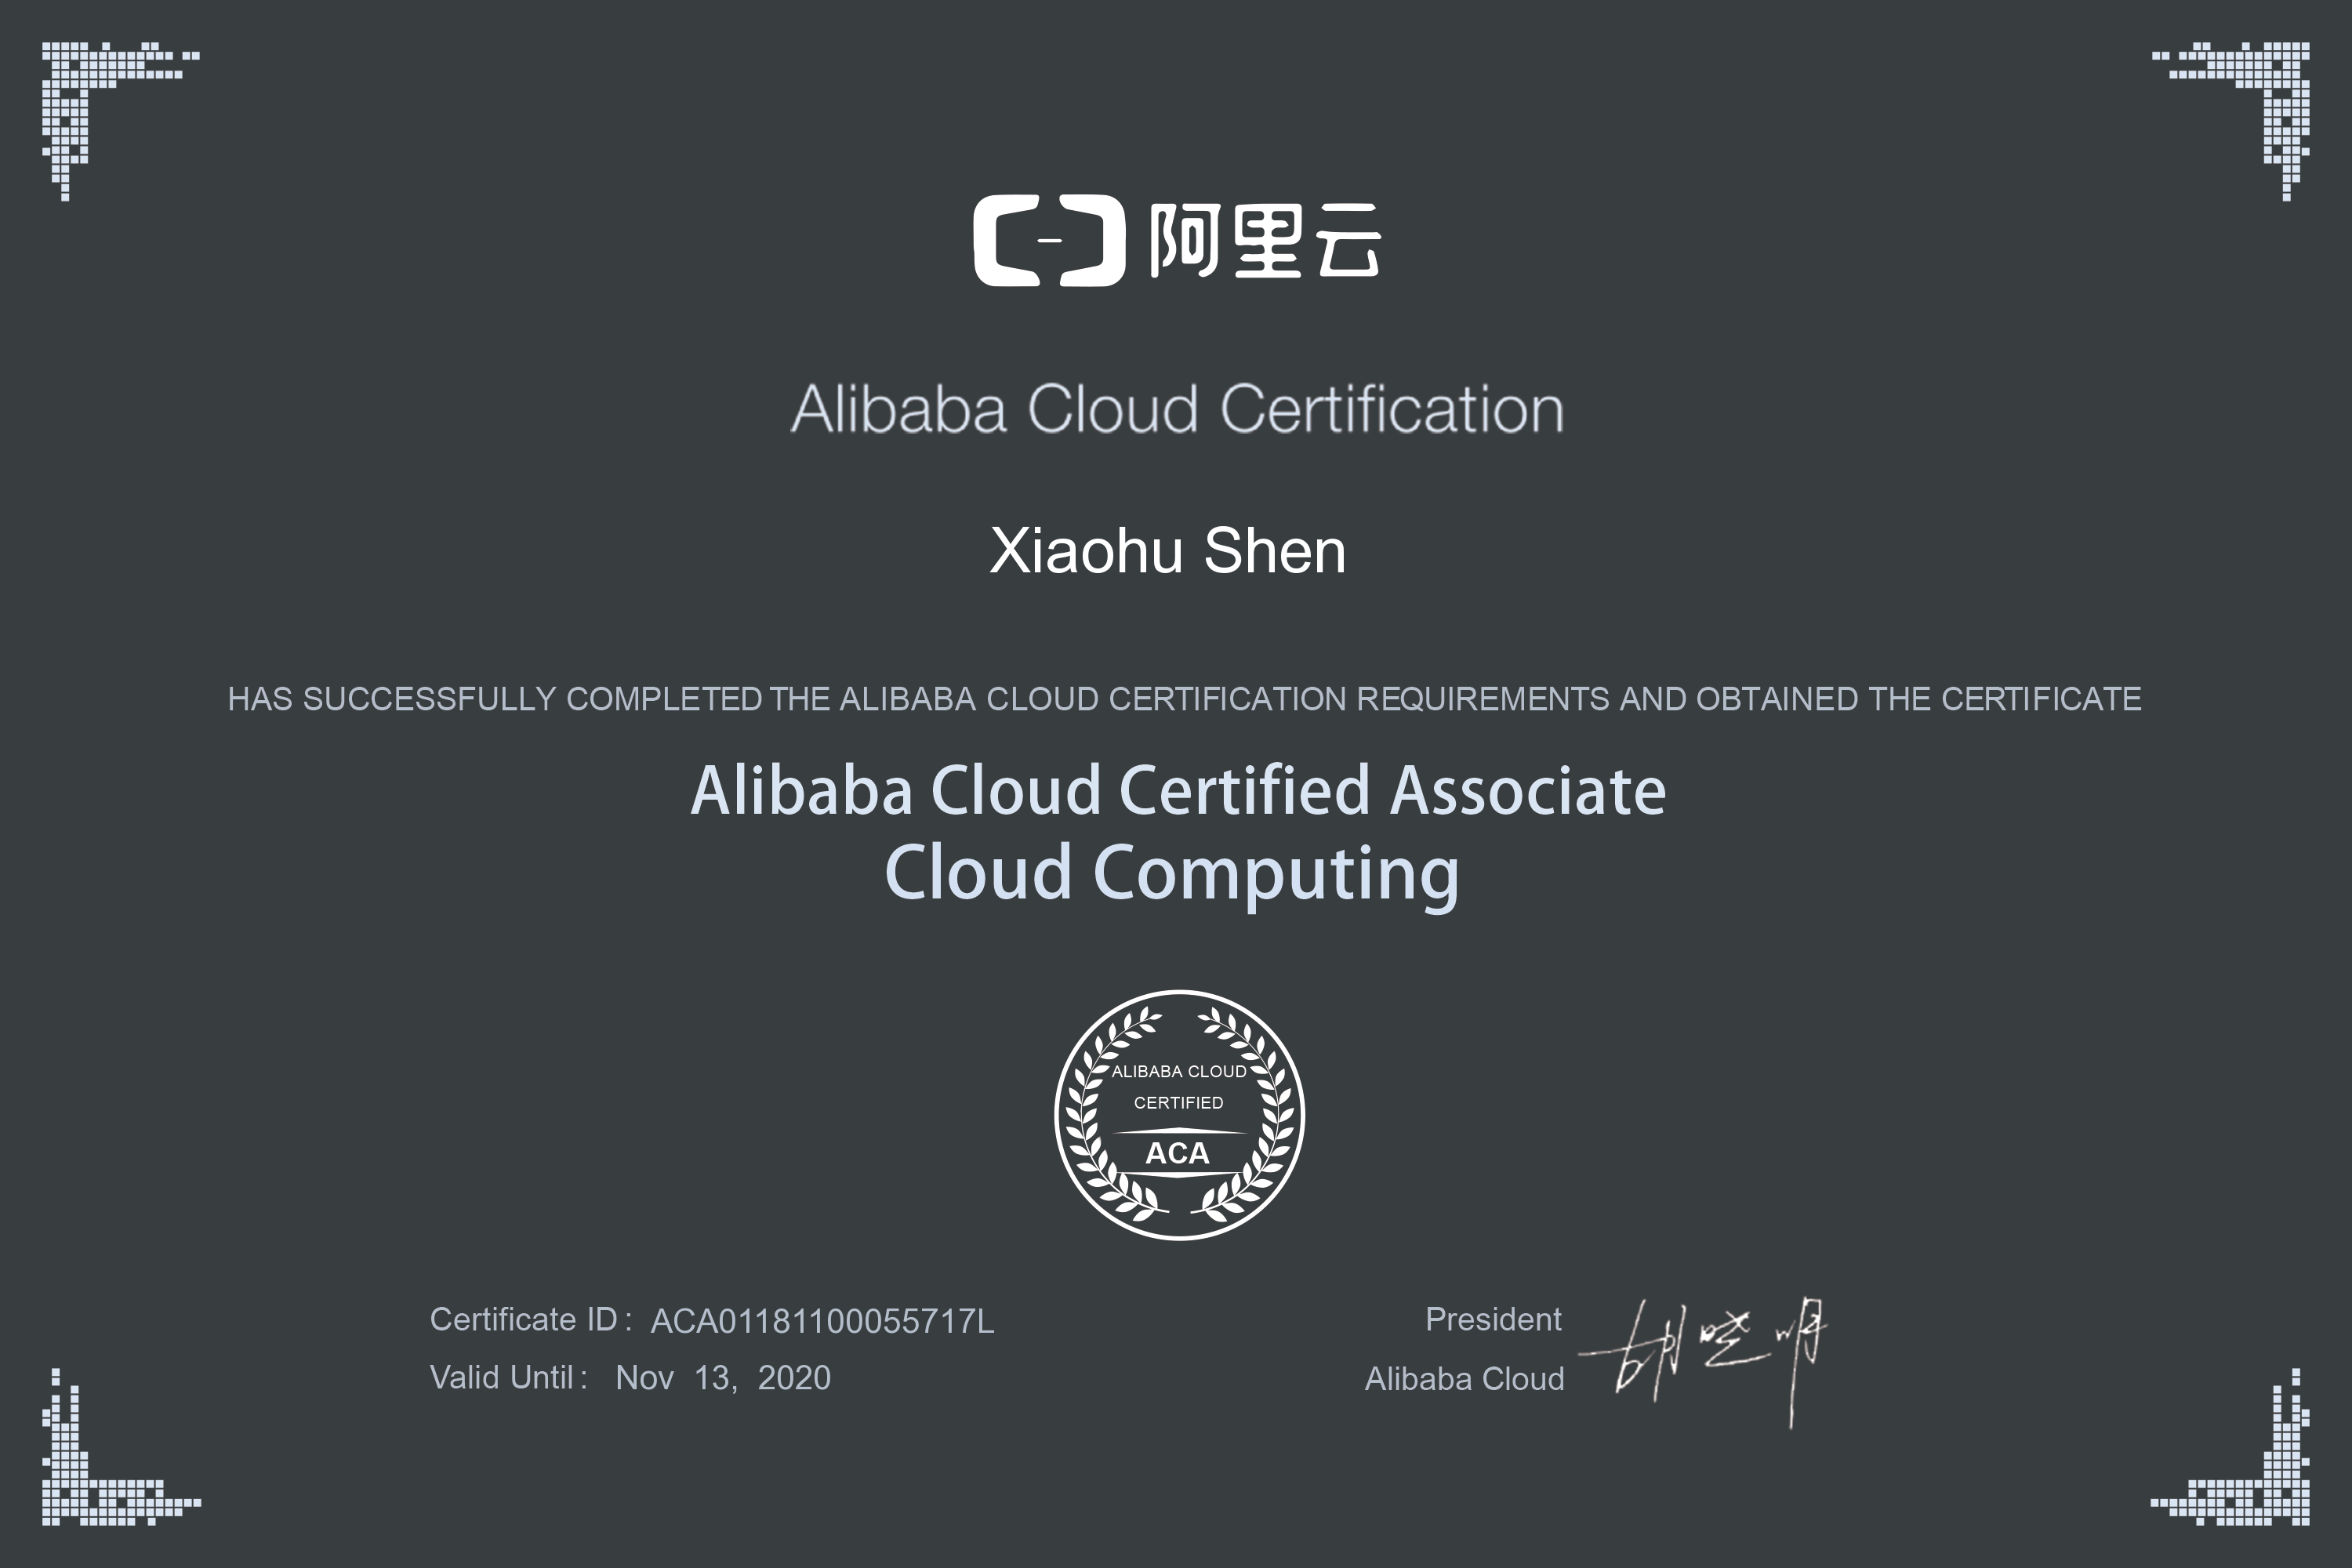 阿里云
Alibaba Cloud Certification
Xiaohu Shen
HAS SUCCESSFULLY COMPLETED THE ALIBABA CLOUD CERTIFICATION REQUIREMENTS AND OBTAINED THE CERTIFICATE
Alibaba Cloud Certified Associate
Cloud Computing
ALIBABA CLOUD
CERTIFIED
ACA
Certificate ID : ACA01181100055717L
Valid Until : Nov 13, 2020
President
Alibaba Cloud
胡晓明